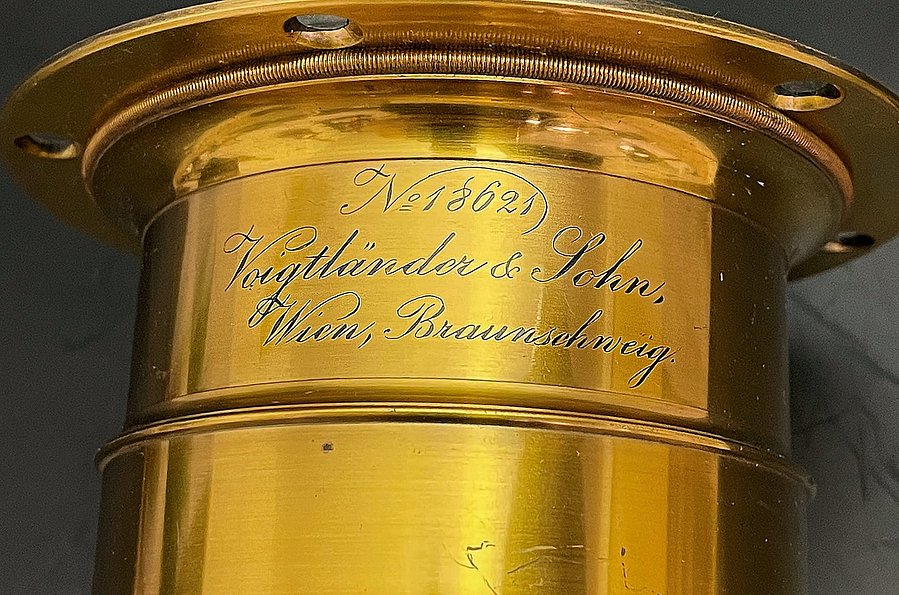 No 18621
Voigtländer & Sohn,
Wien, Braunschweig.